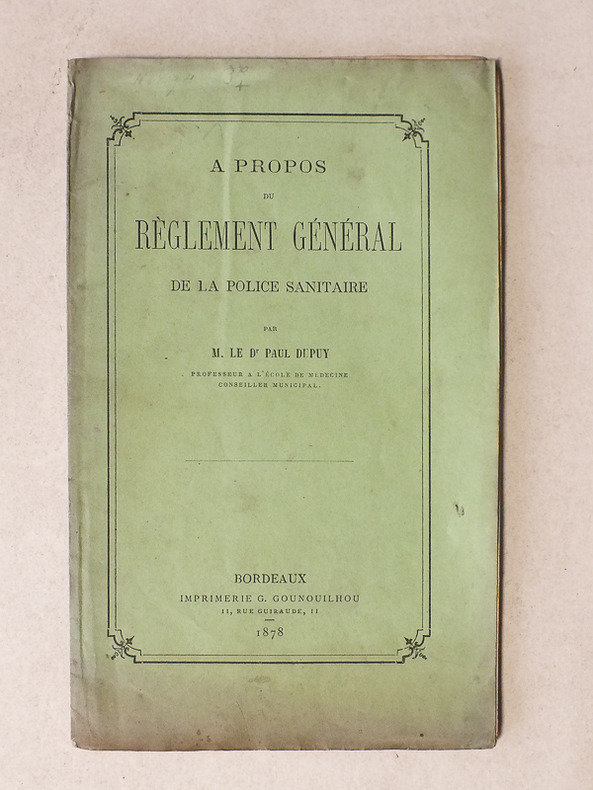 A PROPOS
DU
RÈGLEMENT GÉNÉRAL
DE LA POLICE SANITAIRE
PAR
M. LE Dr PAUL DUPUY
PROFESSEUR A L'ÉCOLE DE MÉDECINE
CONSEILLER MUNICIPAL.
BORDEAUX
IMPRIMERIE G. GOUNOUILHOU
11, RUE GUIRAUDE, 11
1878